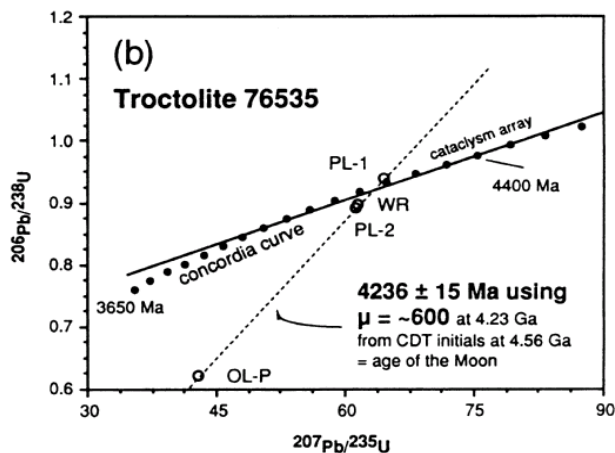 1.2
1.1
1.0
0.9
0.8
0.7
0.6
206Pb/238U
(b)
Troctolite 76535
PL-1
cataclysm array
WR
4400 Ma
PL-2
concordia curve
3650 Ma
4236 ± 15 Ma using
μ = ~600 at 4.23 Ga
from CDT initials at 4.56 Ga
= age of the Moon
OL-P
30 45 60 75 90
207Pb/235U